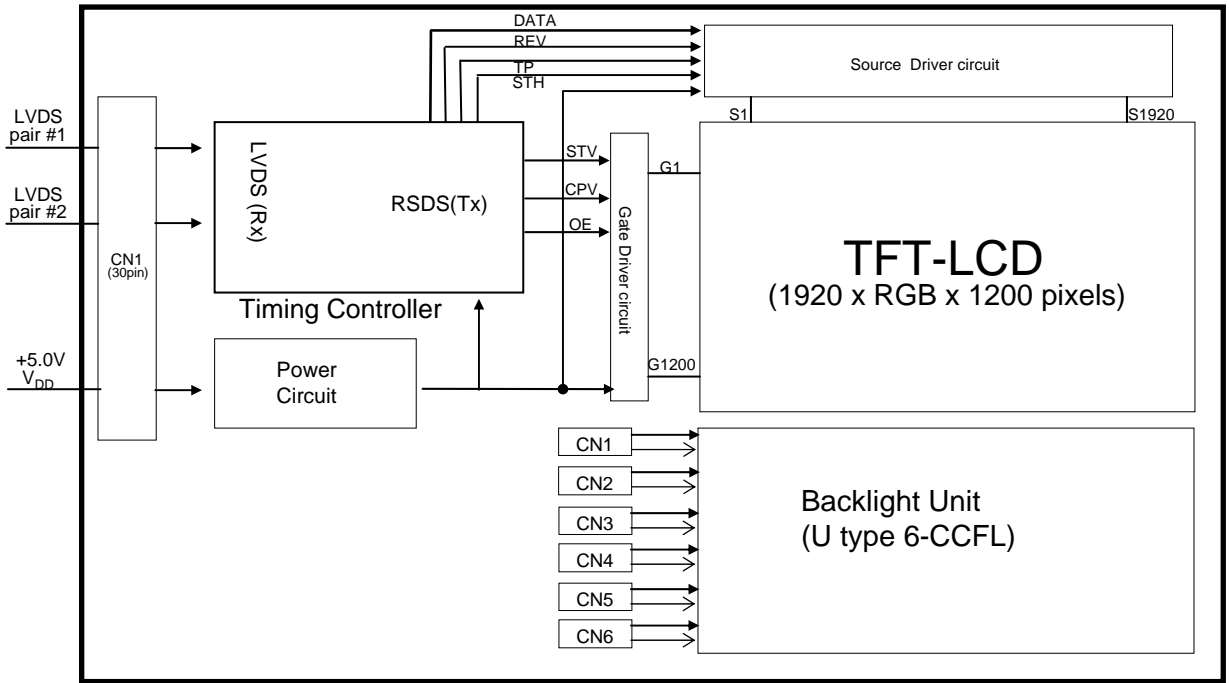 DATA
REV
TP
STH
Source Driver circuit
S1
S1920
LVDS
pair #1
LVDS
pair #2
CN1
(30pin)
LVDS (Rx)
RSDS(Tx)
Timing Controller
STV
CPV
OE
Gate Driver circuit
G1
G1200
TFT-LCD
(1920 x RGB x 1200 pixels)
+5.0V
VDD
Power
Circuit
CN1
CN2
CN3
CN4
CN5
CN6
Backlight Unit
(U type 6-CCFL)